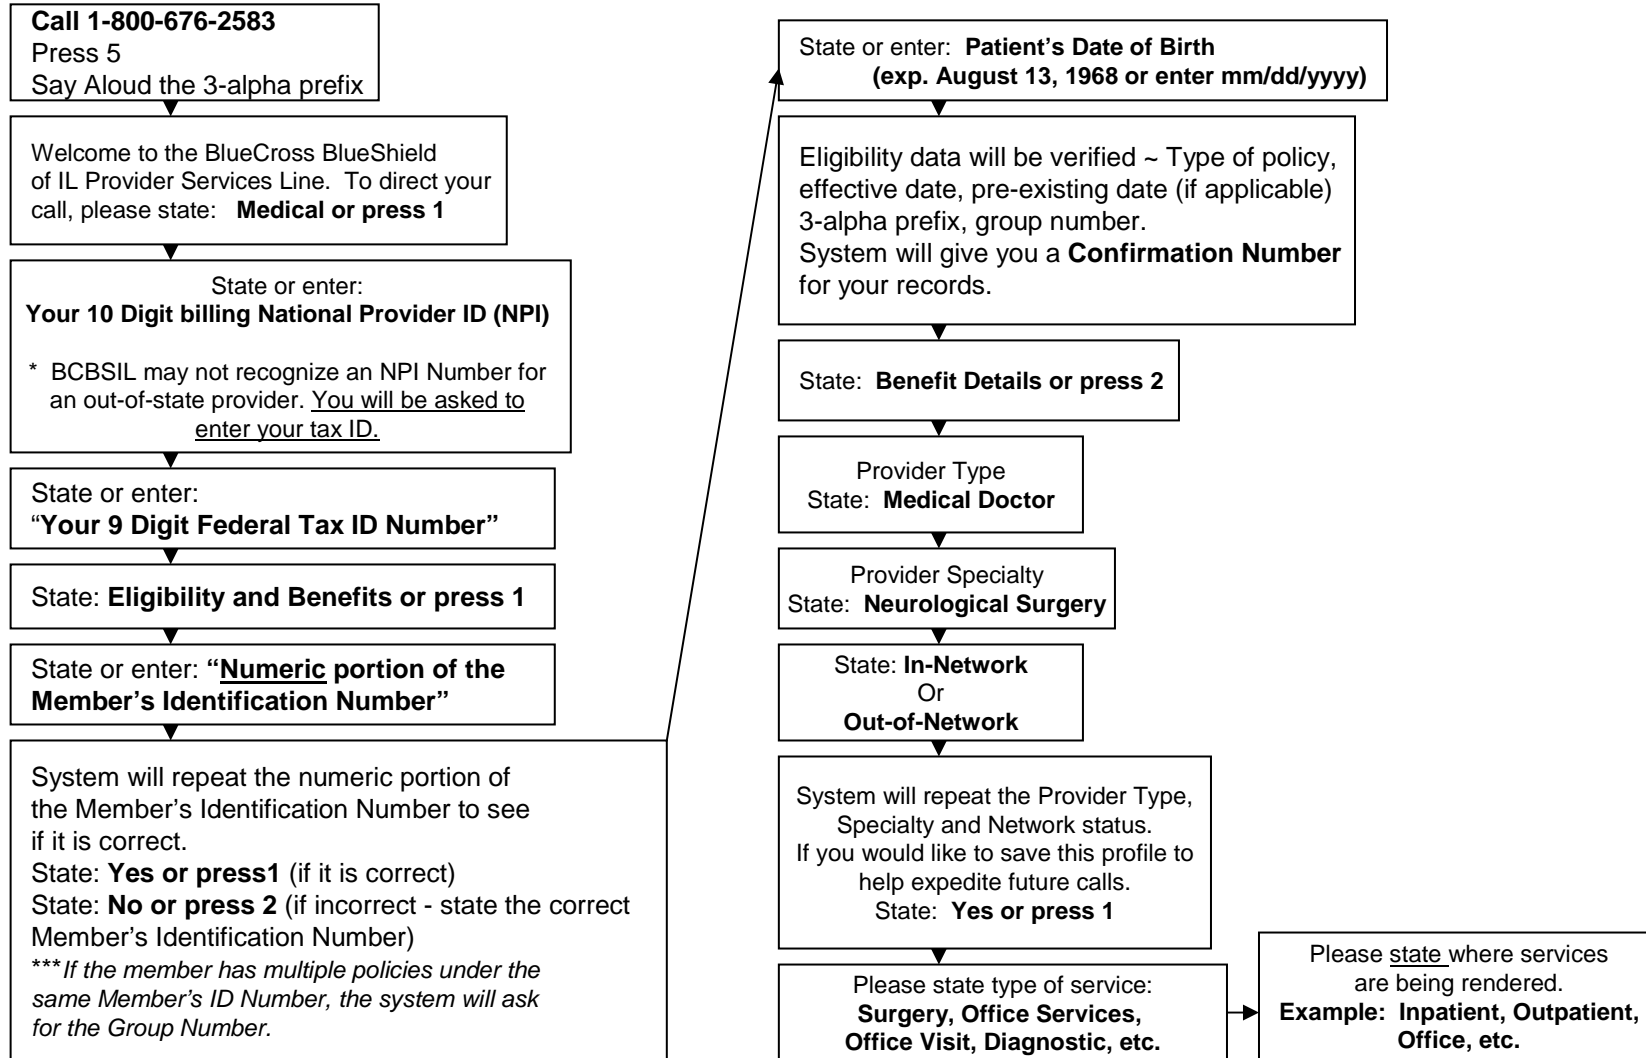 Call 1-800-676-2583
Press 5
Say Aloud the 3-alpha prefix
Welcome to the BlueCross BlueShield
of IL Provider Services Line. To direct your
call, please state: Medical or press 1
State or enter:
Your 10 Digit billing National Provider ID (NPI)
* BCBSIL may not recognize an NPI Number for
an out-of-state provider. You will be asked to
enter your tax ID.
State or enter:
“Your 9 Digit Federal Tax ID Number”
State: Eligibility and Benefits or press 1
State or enter: “Numeric portion of the
Member’s Identification Number”
System will repeat the numeric portion of
the Member’s Identification Number to see
if it is correct.
State: Yes or press1 (if it is correct)
State: No or press 2 (if incorrect - state the correct
Member’s Identification Number)
***If the member has multiple policies under the
same Member’s ID Number, the system will ask
for the Group Number.
State or enter: Patient’s Date of Birth
(exp. August 13, 1968 or enter mm/dd/yyyy)
Eligibility data will be verified ~ Type of policy,
effective date, pre-existing date (if applicable)
3-alpha prefix, group number.
System will give you a Confirmation Number
for your records.
State: Benefit Details or press 2
Provider Type
State: Medical Doctor
Provider Specialty
State: Neurological Surgery
State: In-Network
Or
Out-of-Network
System will repeat the Provider Type,
Specialty and Network status.
If you would like to save this profile to
help expedite future calls.
State: Yes or press 1
Please state type of service:
Surgery, Office Services,
Office Visit, Diagnostic, etc.
Please state where services
are being rendered.
Example: Inpatient, Outpatient,
Office, etc.